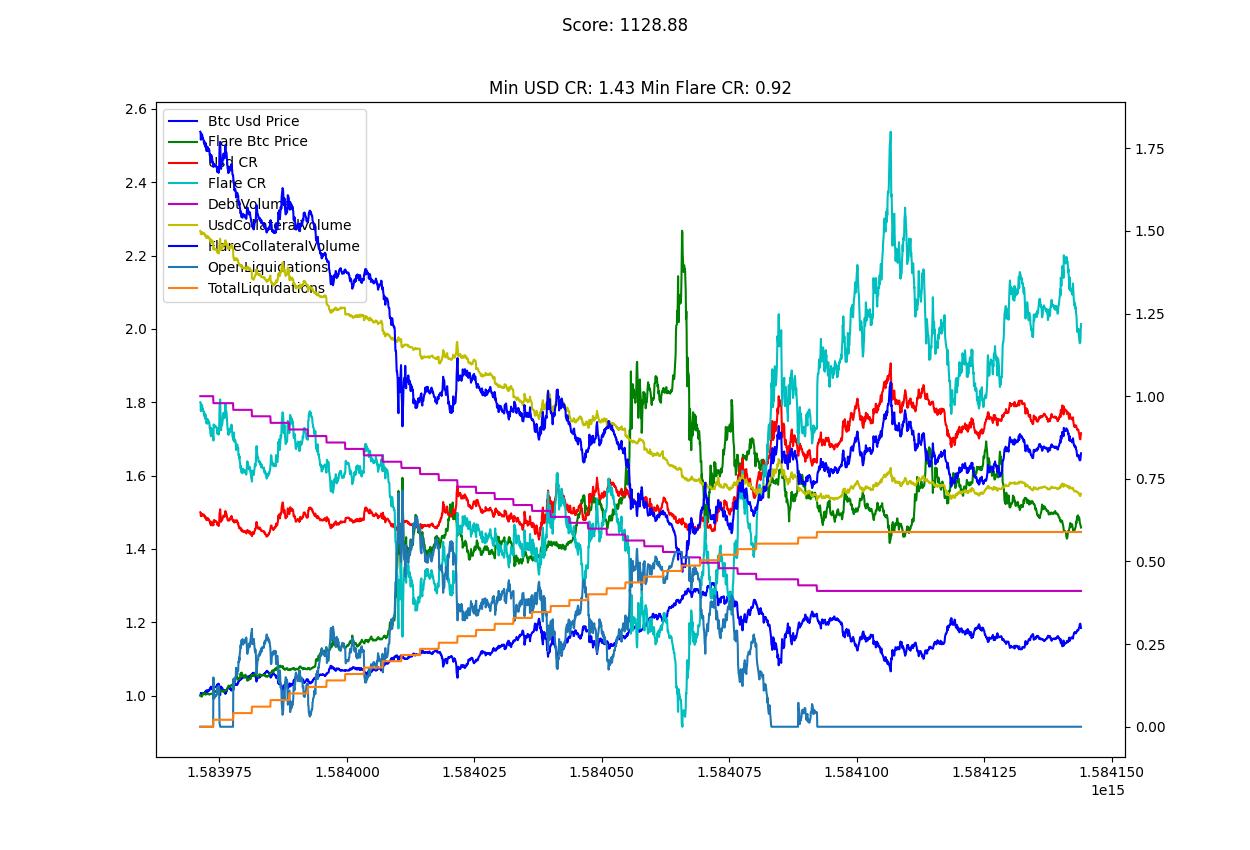 Score: 1128.88
Min USD CR: 1.43 Min Flare CR: 0.92
Btc Usd Price
Flare Btc Price
Usd CR
Flare CR
DebtVolume
UsdCollateralVolume
FlareCollateralVolume
OpenLiquidations
TotalLiquidations
2.6
2.4
2.2
2.0
1.8
1.6
1.4
1.2
1.0
1.75
1.50
1.25
1.00
0.75
0.50
0.25
0.00
1.583975 1.584000 1.584025 1.584050 1.584075 1.584100 1.584125 1.584150
1e15